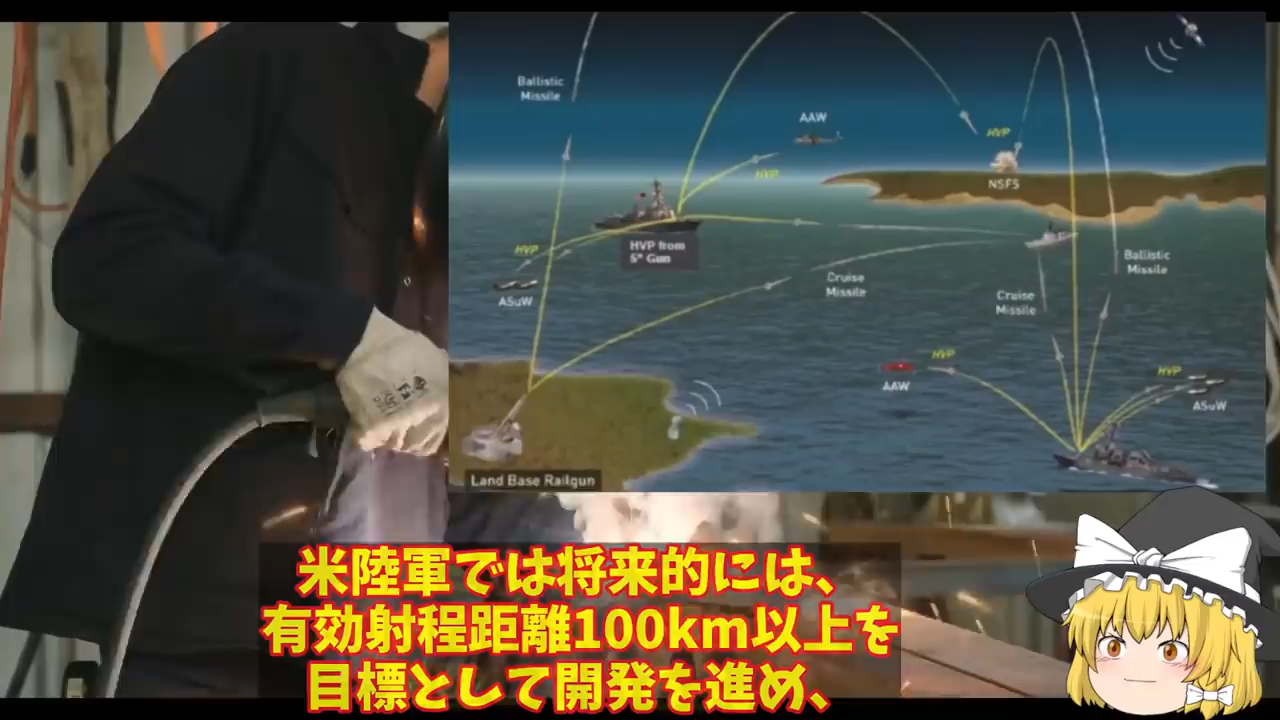 Ballistic
Missile
AAW
HVP
NSFS
HVP
HVP from
5" Gun
HVP
ASuW
Cruise
Missile
Ballistic
Missile
Cruise
Missile
HVP
AAW
HVP
ASuW
Land Base Railgun
米陸軍では将来的には、
有効射程距離100km以上を
目標として開発を進め、